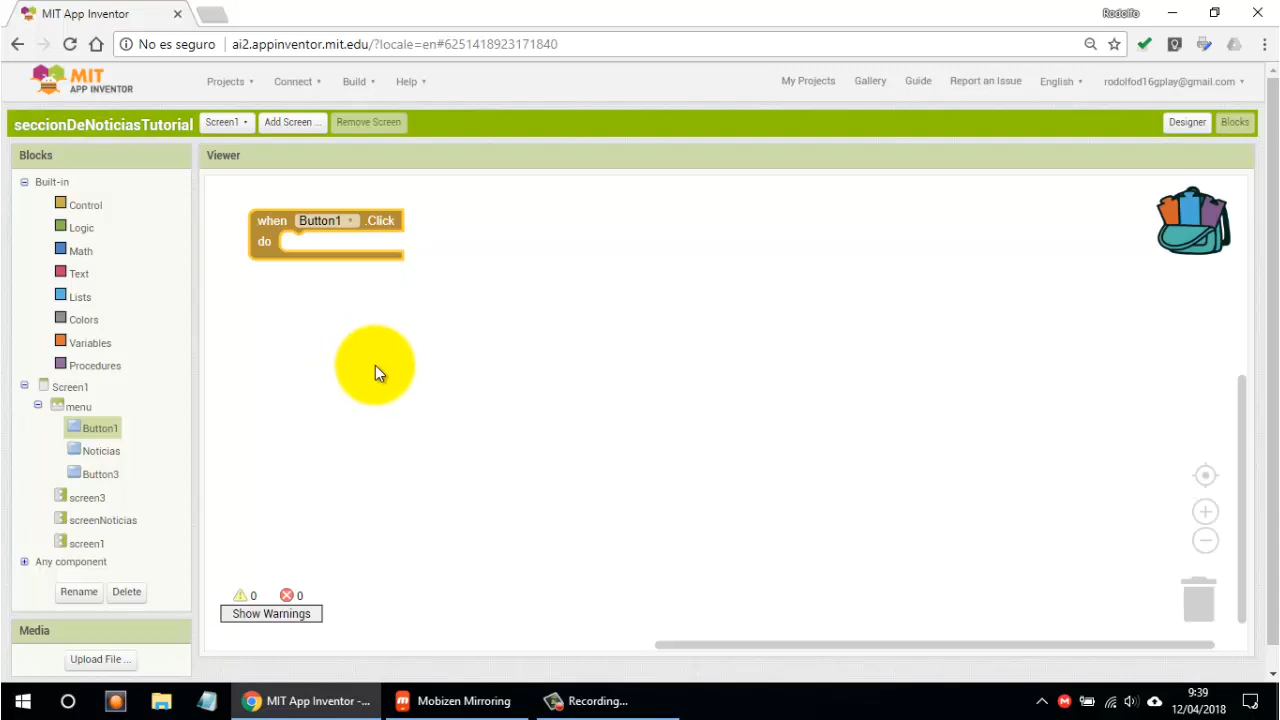 MIT App Inventor
Rodolfo
No es seguro
ai2.appinventor.mit.edu/?locale=en#6251418923171840
MIT
APP INVENTOR
Projects
Connect
Build
Help
My Projects
Gallery
Guide
Report an Issue
English
rodolfod16gplay@gmail.com
seccionDeNoticiasTutorial
Screen1
Add Screen ...
Remove Screen
Designer
Blocks
Blocks
Viewer
Built-in
Control
Logic
Math
Text
Lists
Colors
Variables
Procedures
Screen1
menu
Button1
Noticias
Button3
screen3
screenNoticias
screen1
Any component
Rename
Delete
Media
Upload File ...
when Button1 .Click
do
0
0
Show Warnings
MIT App Inventor -...
Mobizen Mirroring
Recording...
9:39
12/04/2018